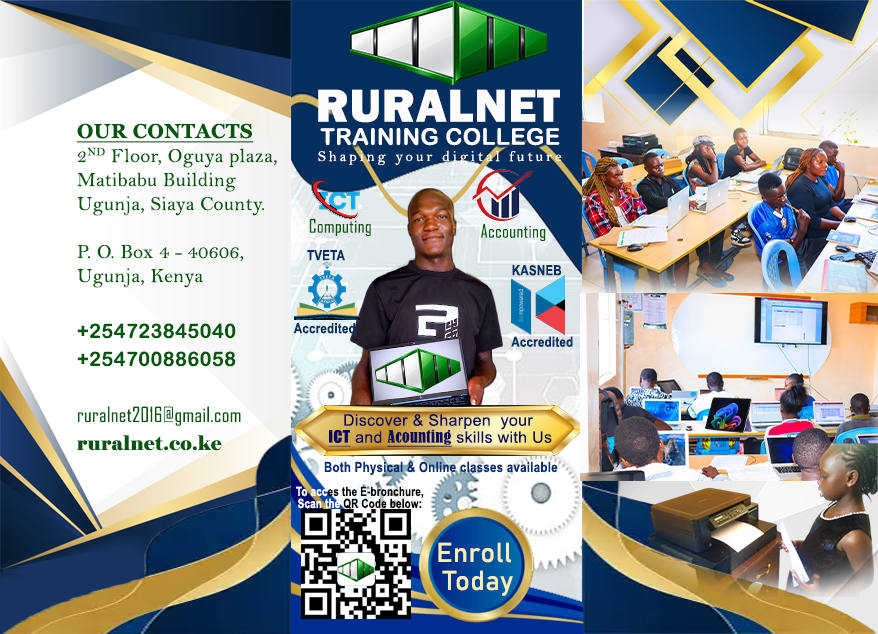 OUR CONTACTS
2ND Floor, Oguya plaza,
Matibabu Building
Ugunja, Siaya County.
P. O. Box 4 - 40606,
Ugunja, Kenya
+254723845040
+254700886058
ruralnet2016@gmail.com
ruralnet.co.ke
RURALNET
TRAINING COLLEGE
Shaping your digital future
ICT
Computing
Accounting
TVETA
Accredited
KASNEB
Accredited
Discover & Sharpen your
ICT and Acounting skills with Us
Both Physical & Online classes available
To acces the E-bronchure,
Scan the QR Code below:
Enroll
Today